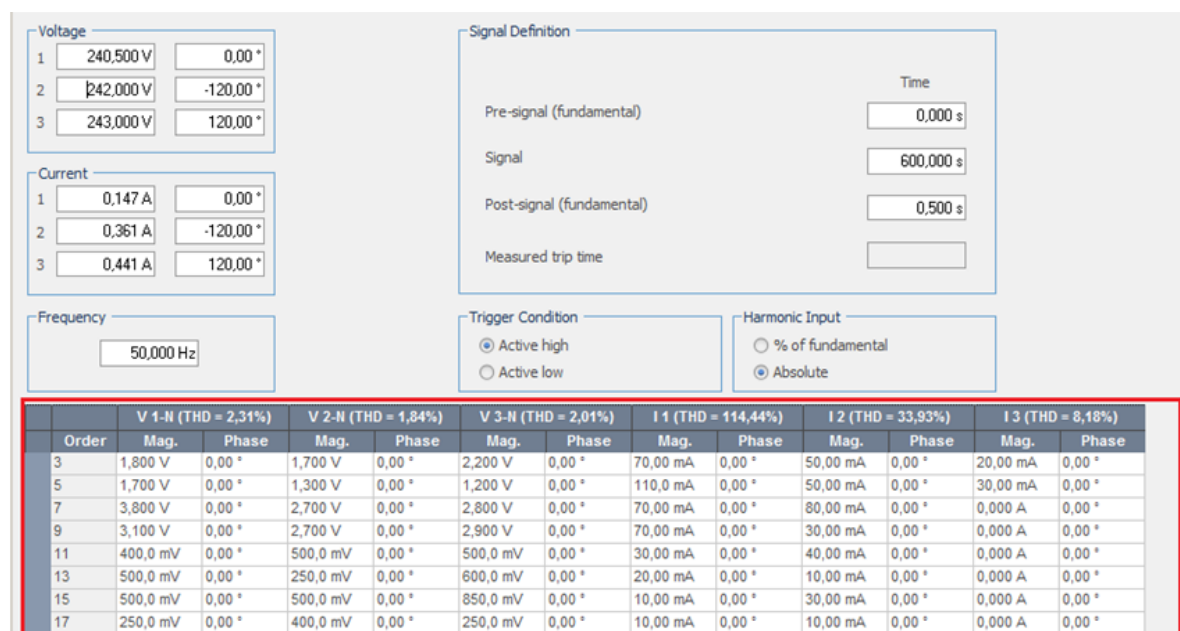 Voltage
1 240,500 V 0,00 °
2 242,000 V -120,00 °
3 243,000 V 120,00 °
Current
1 0,147 A 0,00 °
2 0,361 A -120,00 °
3 0,441 A 120,00 °
Frequency
50,000 Hz
Signal Definition
Time
Pre-signal (fundamental) 0,000 s
Signal 600,000 s
Post-signal (fundamental) 0,500 s
Measured trip time
Trigger Condition
Active high
Active low
Harmonic Input
% of fundamental
Absolute
V 1-N (THD = 2,31%) V 2-N (THD = 1,84%) V 3-N (THD = 2,01%) I 1 (THD = 114,44%) I 2 (THD = 33,93%) I 3 (THD = 8,18%)
Order Mag. Phase Mag. Phase Mag. Phase Mag. Phase Mag. Phase Mag. Phase
3 1,800 V 0,00 ° 1,700 V 0,00 ° 2,200 V 0,00 ° 70,00 mA 0,00 ° 50,00 mA 0,00 ° 20,00 mA 0,00 °
5 1,700 V 0,00 ° 1,300 V 0,00 ° 1,200 V 0,00 ° 110,0 mA 0,00 ° 50,00 mA 0,00 ° 30,00 mA 0,00 °
7 3,800 V 0,00 ° 2,700 V 0,00 ° 2,800 V 0,00 ° 70,00 mA 0,00 ° 80,00 mA 0,00 ° 0,000 A 0,00 °
9 3,100 V 0,00 ° 2,700 V 0,00 ° 2,900 V 0,00 ° 70,00 mA 0,00 ° 30,00 mA 0,00 ° 0,000 A 0,00 °
11 400,0 mV 0,00 ° 500,0 mV 0,00 ° 500,0 mV 0,00 ° 30,00 mA 0,00 ° 40,00 mA 0,00 ° 0,000 A 0,00 °
13 500,0 mV 0,00 ° 250,0 mV 0,00 ° 600,0 mV 0,00 ° 20,00 mA 0,00 ° 10,00 mA 0,00 ° 0,000 A 0,00 °
15 500,0 mV 0,00 ° 500,0 mV 0,00 ° 850,0 mV 0,00 ° 10,00 mA 0,00 ° 30,00 mA 0,00 ° 0,000 A 0,00 °
17 250,0 mV 0,00 ° 400,0 mV 0,00 ° 250,0 mV 0,00 ° 10,00 mA 0,00 ° 10,00 mA 0,00 ° 0,000 A 0,00 °